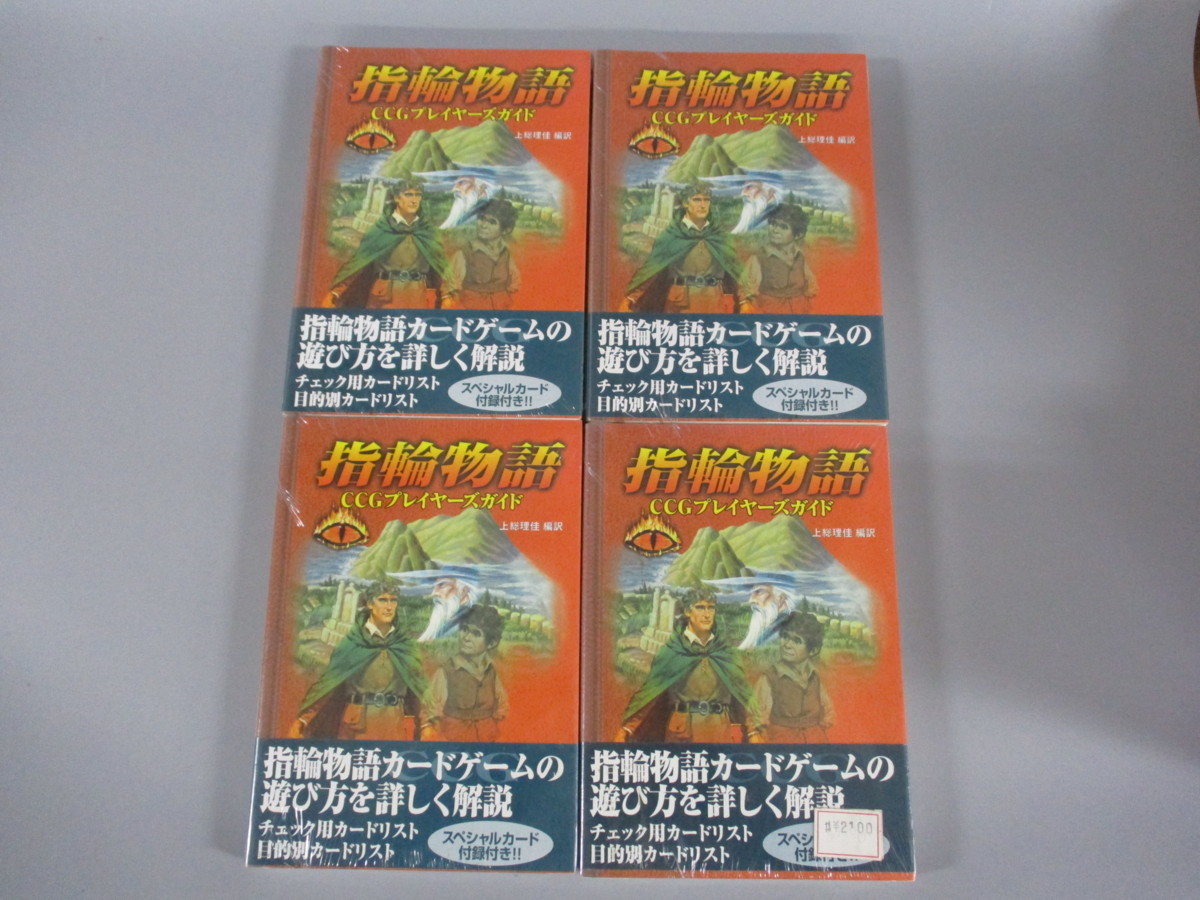 指輪物語
CCGプレイヤーズガイド
上総理佳 編訳
指輪物語カードゲームの
遊び方を詳しく解説
チェック用カードリスト
目的別カードリスト
スペシャルカード
付録付き!!
指輪物語
CCGプレイヤーズガイド
上総理佳 編訳
指輪物語カードゲームの
遊び方を詳しく解説
チェック用カードリスト
目的別カードリスト
スペシャルカード
付録付き!!
指輪物語
CCGプレイヤーズガイド
上総理佳 編訳
指輪物語カードゲームの
遊び方を詳しく解説
チェック用カードリスト
目的別カードリスト
スペシャルカード
付録付き!!
指輪物語
CCGプレイヤーズガイド
上総理佳 編訳
指輪物語カードゲームの
遊び方を詳しく解説
チェック用カードリスト
目的別カードリスト
スペ
付録付き!!
¥2100